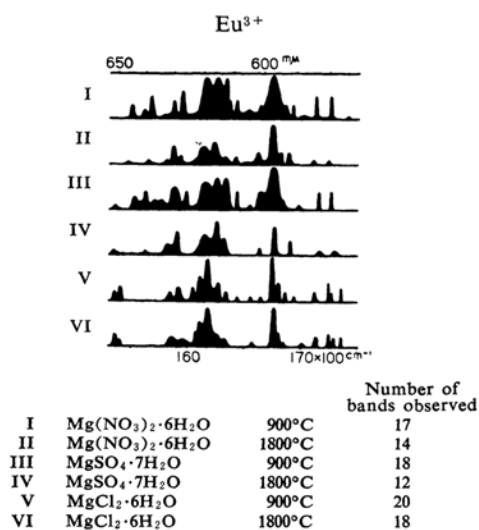 Eu³⁺
650 600 mμ
I
II
III
IV
V
VI
160 170×100cm⁻¹
Number of
bands observed
I Mg(NO₃)₂·6H₂O 900°C 17
II Mg(NO₃)₂·6H₂O 1800°C 14
III MgSO₄·7H₂O 900°C 18
IV MgSO₄·7H₂O 1800°C 12
V MgCl₂·6H₂O 900°C 20
VI MgCl₂·6H₂O 1800°C 18